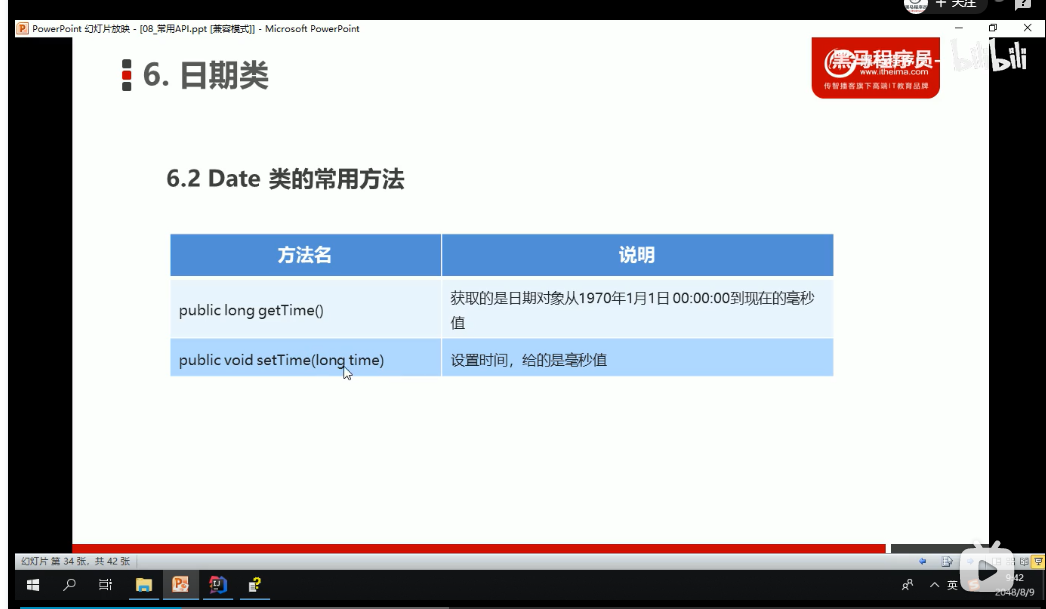 + 关注
PowerPoint 幻灯片放映 - [08_常用API.ppt [兼容模式]] - Microsoft PowerPoint
6. 日期类
黑马程序员
bilibili
www.itheima.com
传智播客旗下高端IT教育品牌
6.2 Date 类的常用方法
方法名 说明
public long getTime() 获取的是日期对象从1970年1月1日 00:00:00到现在的毫秒
值
public void setTime(long time) 设置时间，给的是毫秒值
幻灯片 第 34 张，共 42 张
英
9:42
2048/8/9